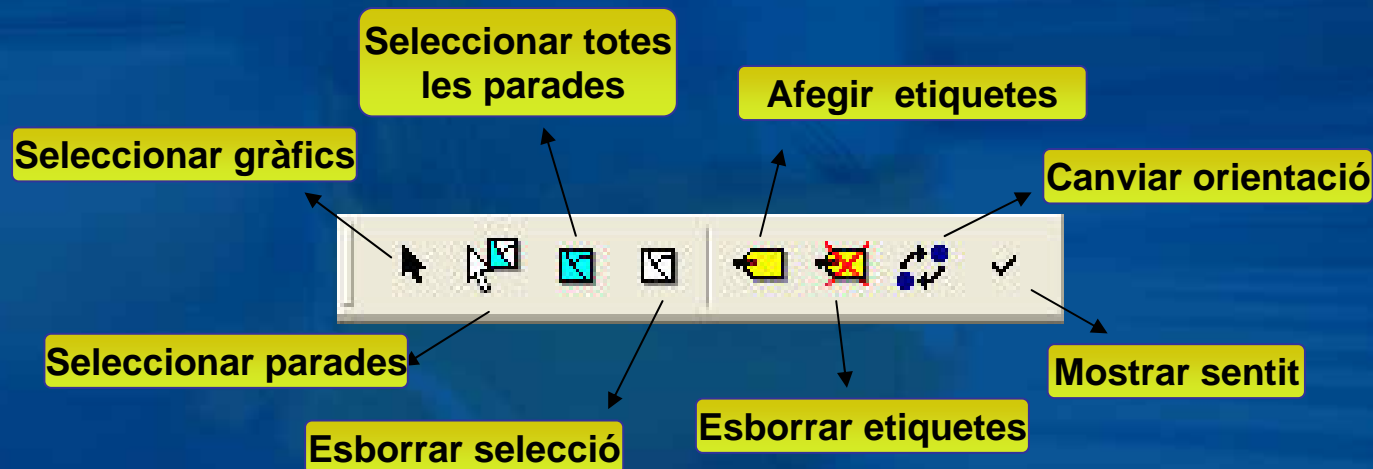 Seleccionar totes
les parades
Afegir etiquetes
Seleccionar gràfics
Canviar orientació
Seleccionar parades
Mostrar sentit
Esborrar selecció
Esborrar etiquetes